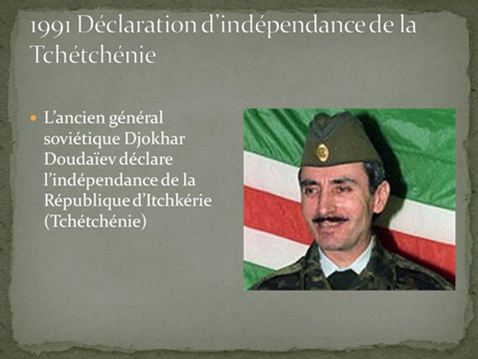 1991 Déclaration d’indépendance de la
Tchétchénie
L’ancien général
soviétique Djokhar
Doudaïev déclare
l’indépendance de la
République d’Itchkérie
(Tchétchénie)